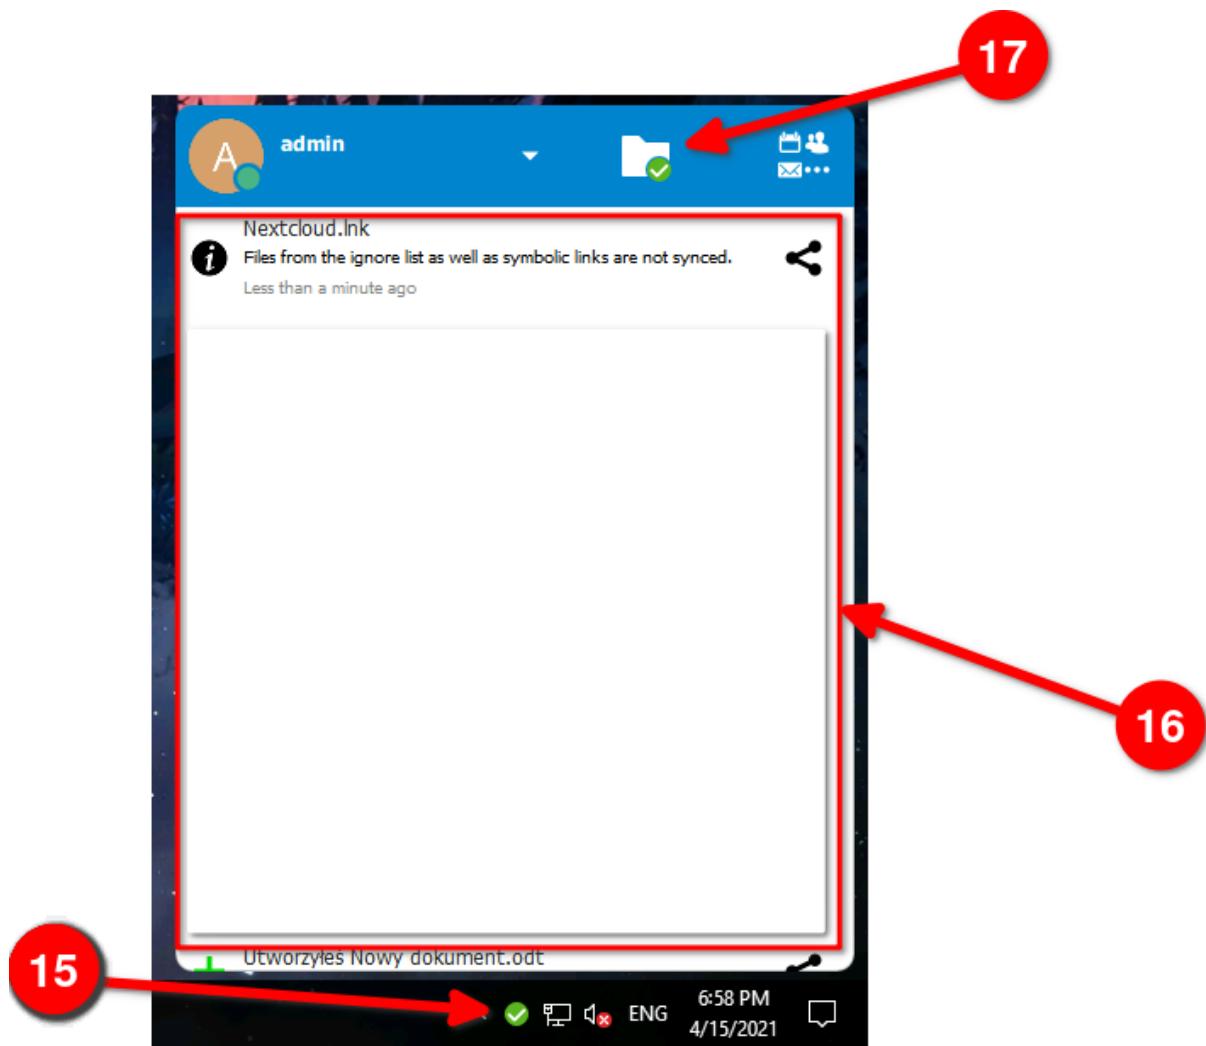 17
A
admin
Nextcloud.lnk
Files from the ignore list as well as symbolic links are not synced.
Less than a minute ago
16
Utworzyłeś Nowy dokument.odt
15
ENG
6:58 PM
4/15/2021